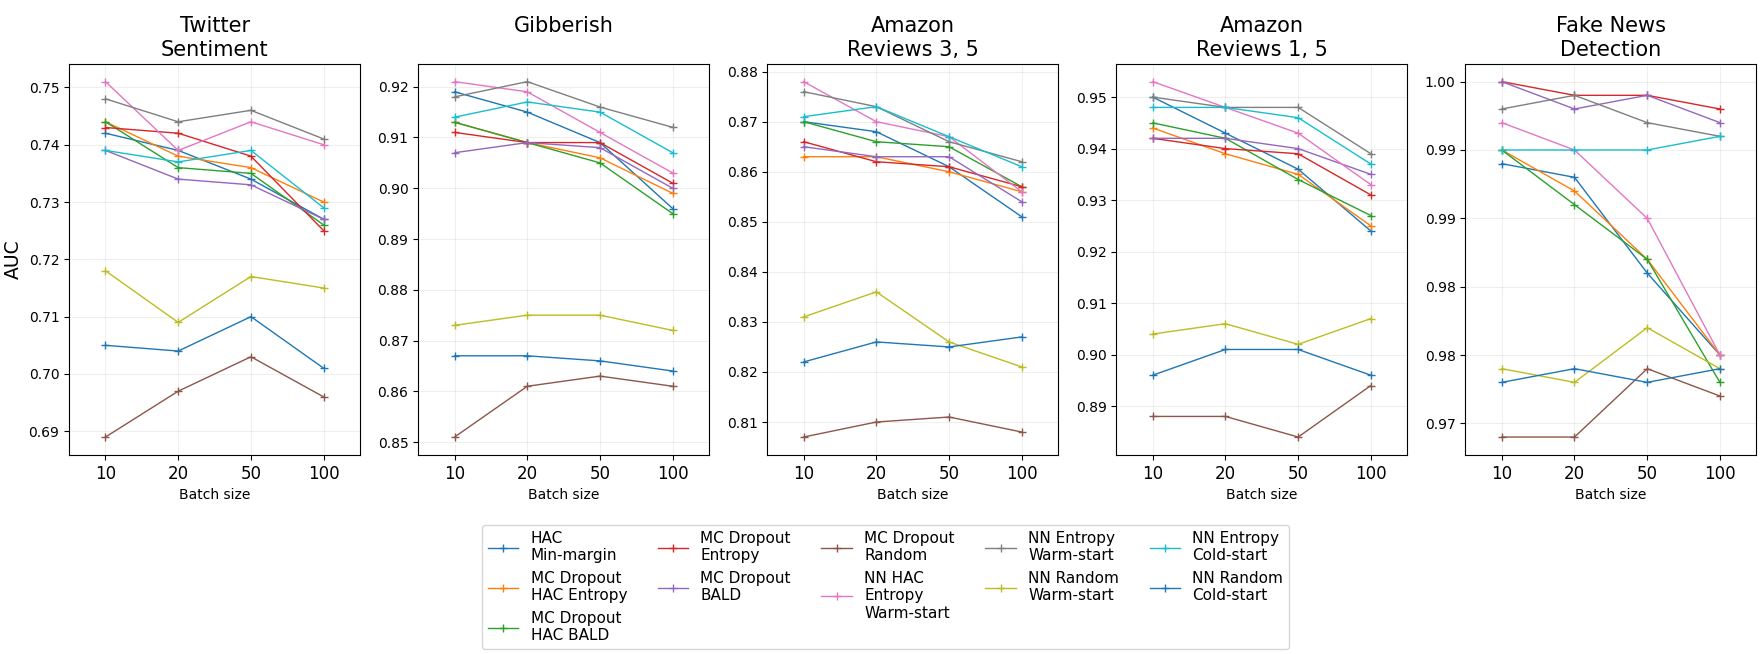 Twitter
Sentiment
Gibberish
Amazon
Reviews 3, 5
Amazon
Reviews 1, 5
Fake News
Detection
AUC
0.75
0.74
0.73
0.72
0.71
0.70
0.69
10 20 50 100
Batch size
0.92
0.91
0.90
0.89
0.88
0.87
0.86
0.85
10 20 50 100
Batch size
0.88
0.87
0.86
0.85
0.84
0.83
0.82
0.81
10 20 50 100
Batch size
0.95
0.94
0.93
0.92
0.91
0.90
0.89
10 20 50 100
Batch size
1.00
0.99
0.99
0.98
0.98
0.97
10 20 50 100
Batch size
HAC
Min-margin
MC Dropout
HAC Entropy
MC Dropout
HAC BALD
MC Dropout
Entropy
MC Dropout
BALD
MC Dropout
Random
NN HAC
Entropy
Warm-start
NN Entropy
Warm-start
NN Random
Warm-start
NN Entropy
Cold-start
NN Random
Cold-start